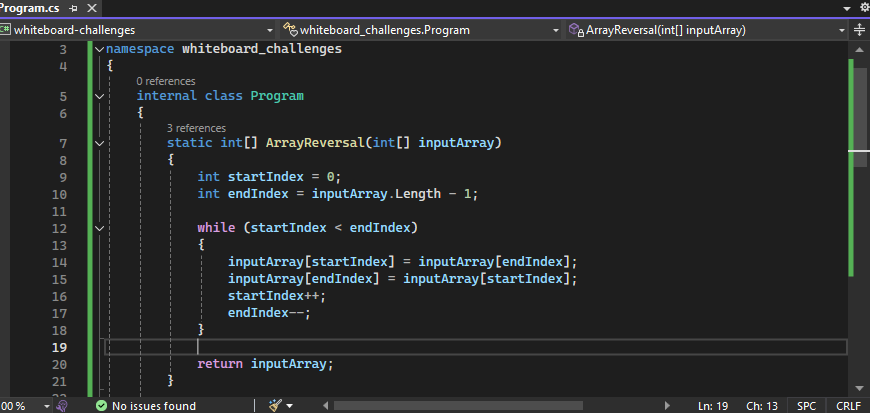 Program.cs
whiteboard-challenges whiteboard_challenges.Program ArrayReversal(int[] inputArray)
3 namespace whiteboard_challenges
4 {
0 references
5 internal class Program
6 {
3 references
7 static int[] ArrayReversal(int[] inputArray)
8 {
9 int startIndex = 0;
10 int endIndex = inputArray.Length - 1;
11
12 while (startIndex < endIndex)
13 {
14 inputArray[startIndex] = inputArray[endIndex];
15 inputArray[endIndex] = inputArray[startIndex];
16 startIndex++;
17 endIndex--;
18 }
19
20 return inputArray;
21 }
00 % No issues found Ln: 19 Ch: 13 SPC CRLF